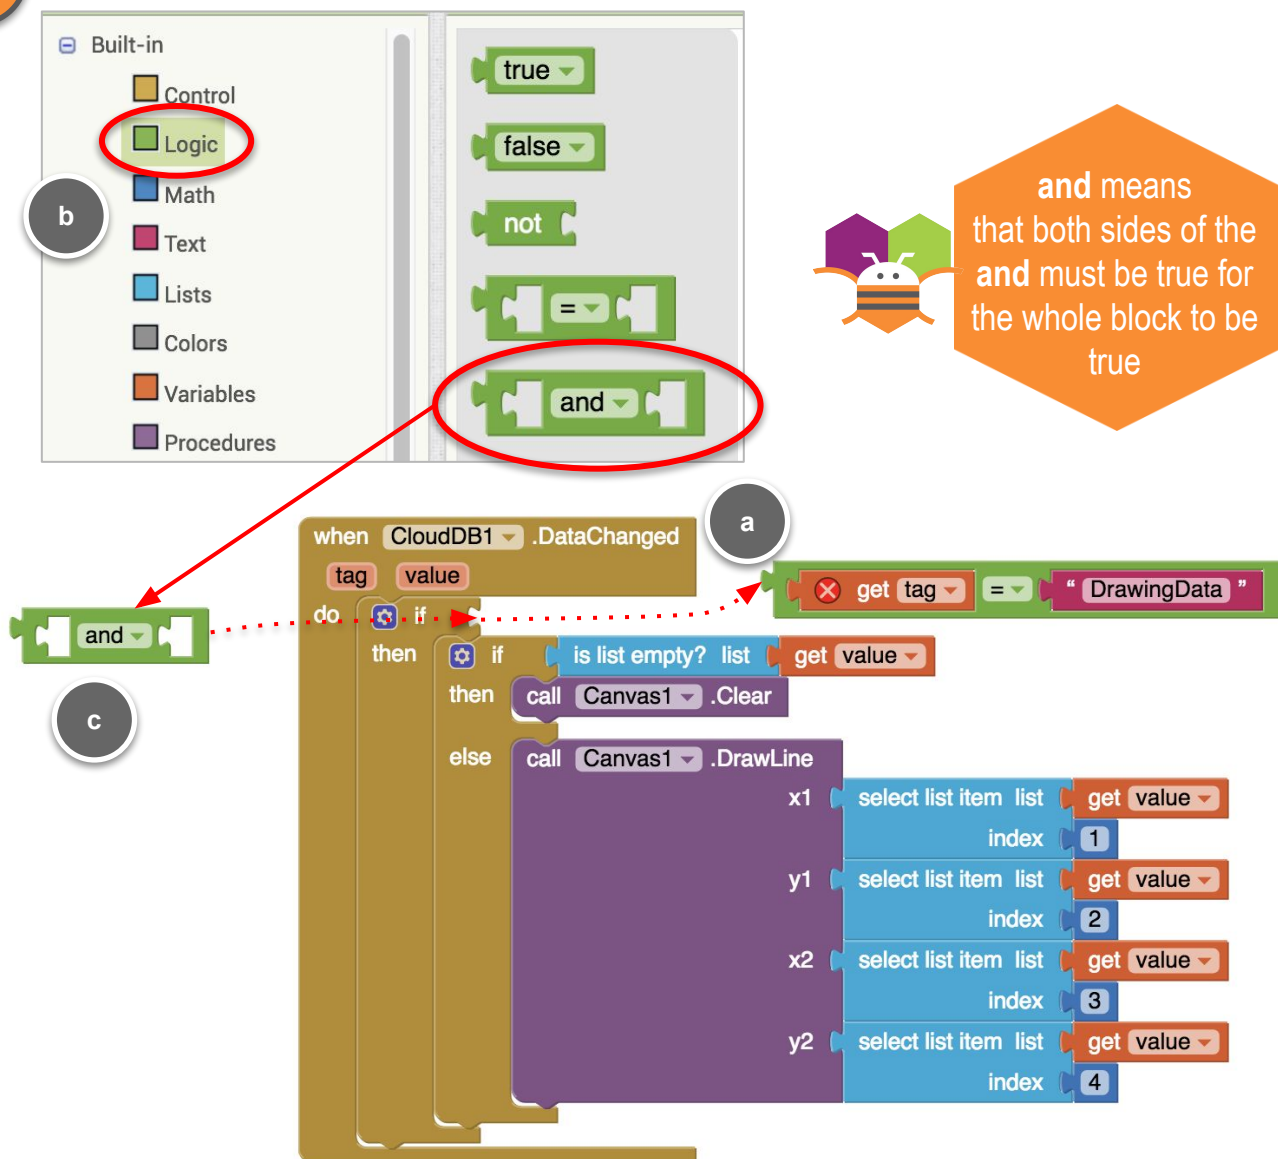 Built-in
Control
Logic
Math
Text
Lists
Colors
Variables
Procedures
b
true
false
not
=
and
and means
that both sides of the
and must be true for
the whole block to be
true
a
when CloudDB1 .DataChanged
tag value
do if
get tag = “ DrawingData ”
and
c
then if is list empty? list get value
then call Canvas1 .Clear
else call Canvas1 .DrawLine
x1 select list item list get value
index 1
y1 select list item list get value
index 2
x2 select list item list get value
index 3
y2 select list item list get value
index 4